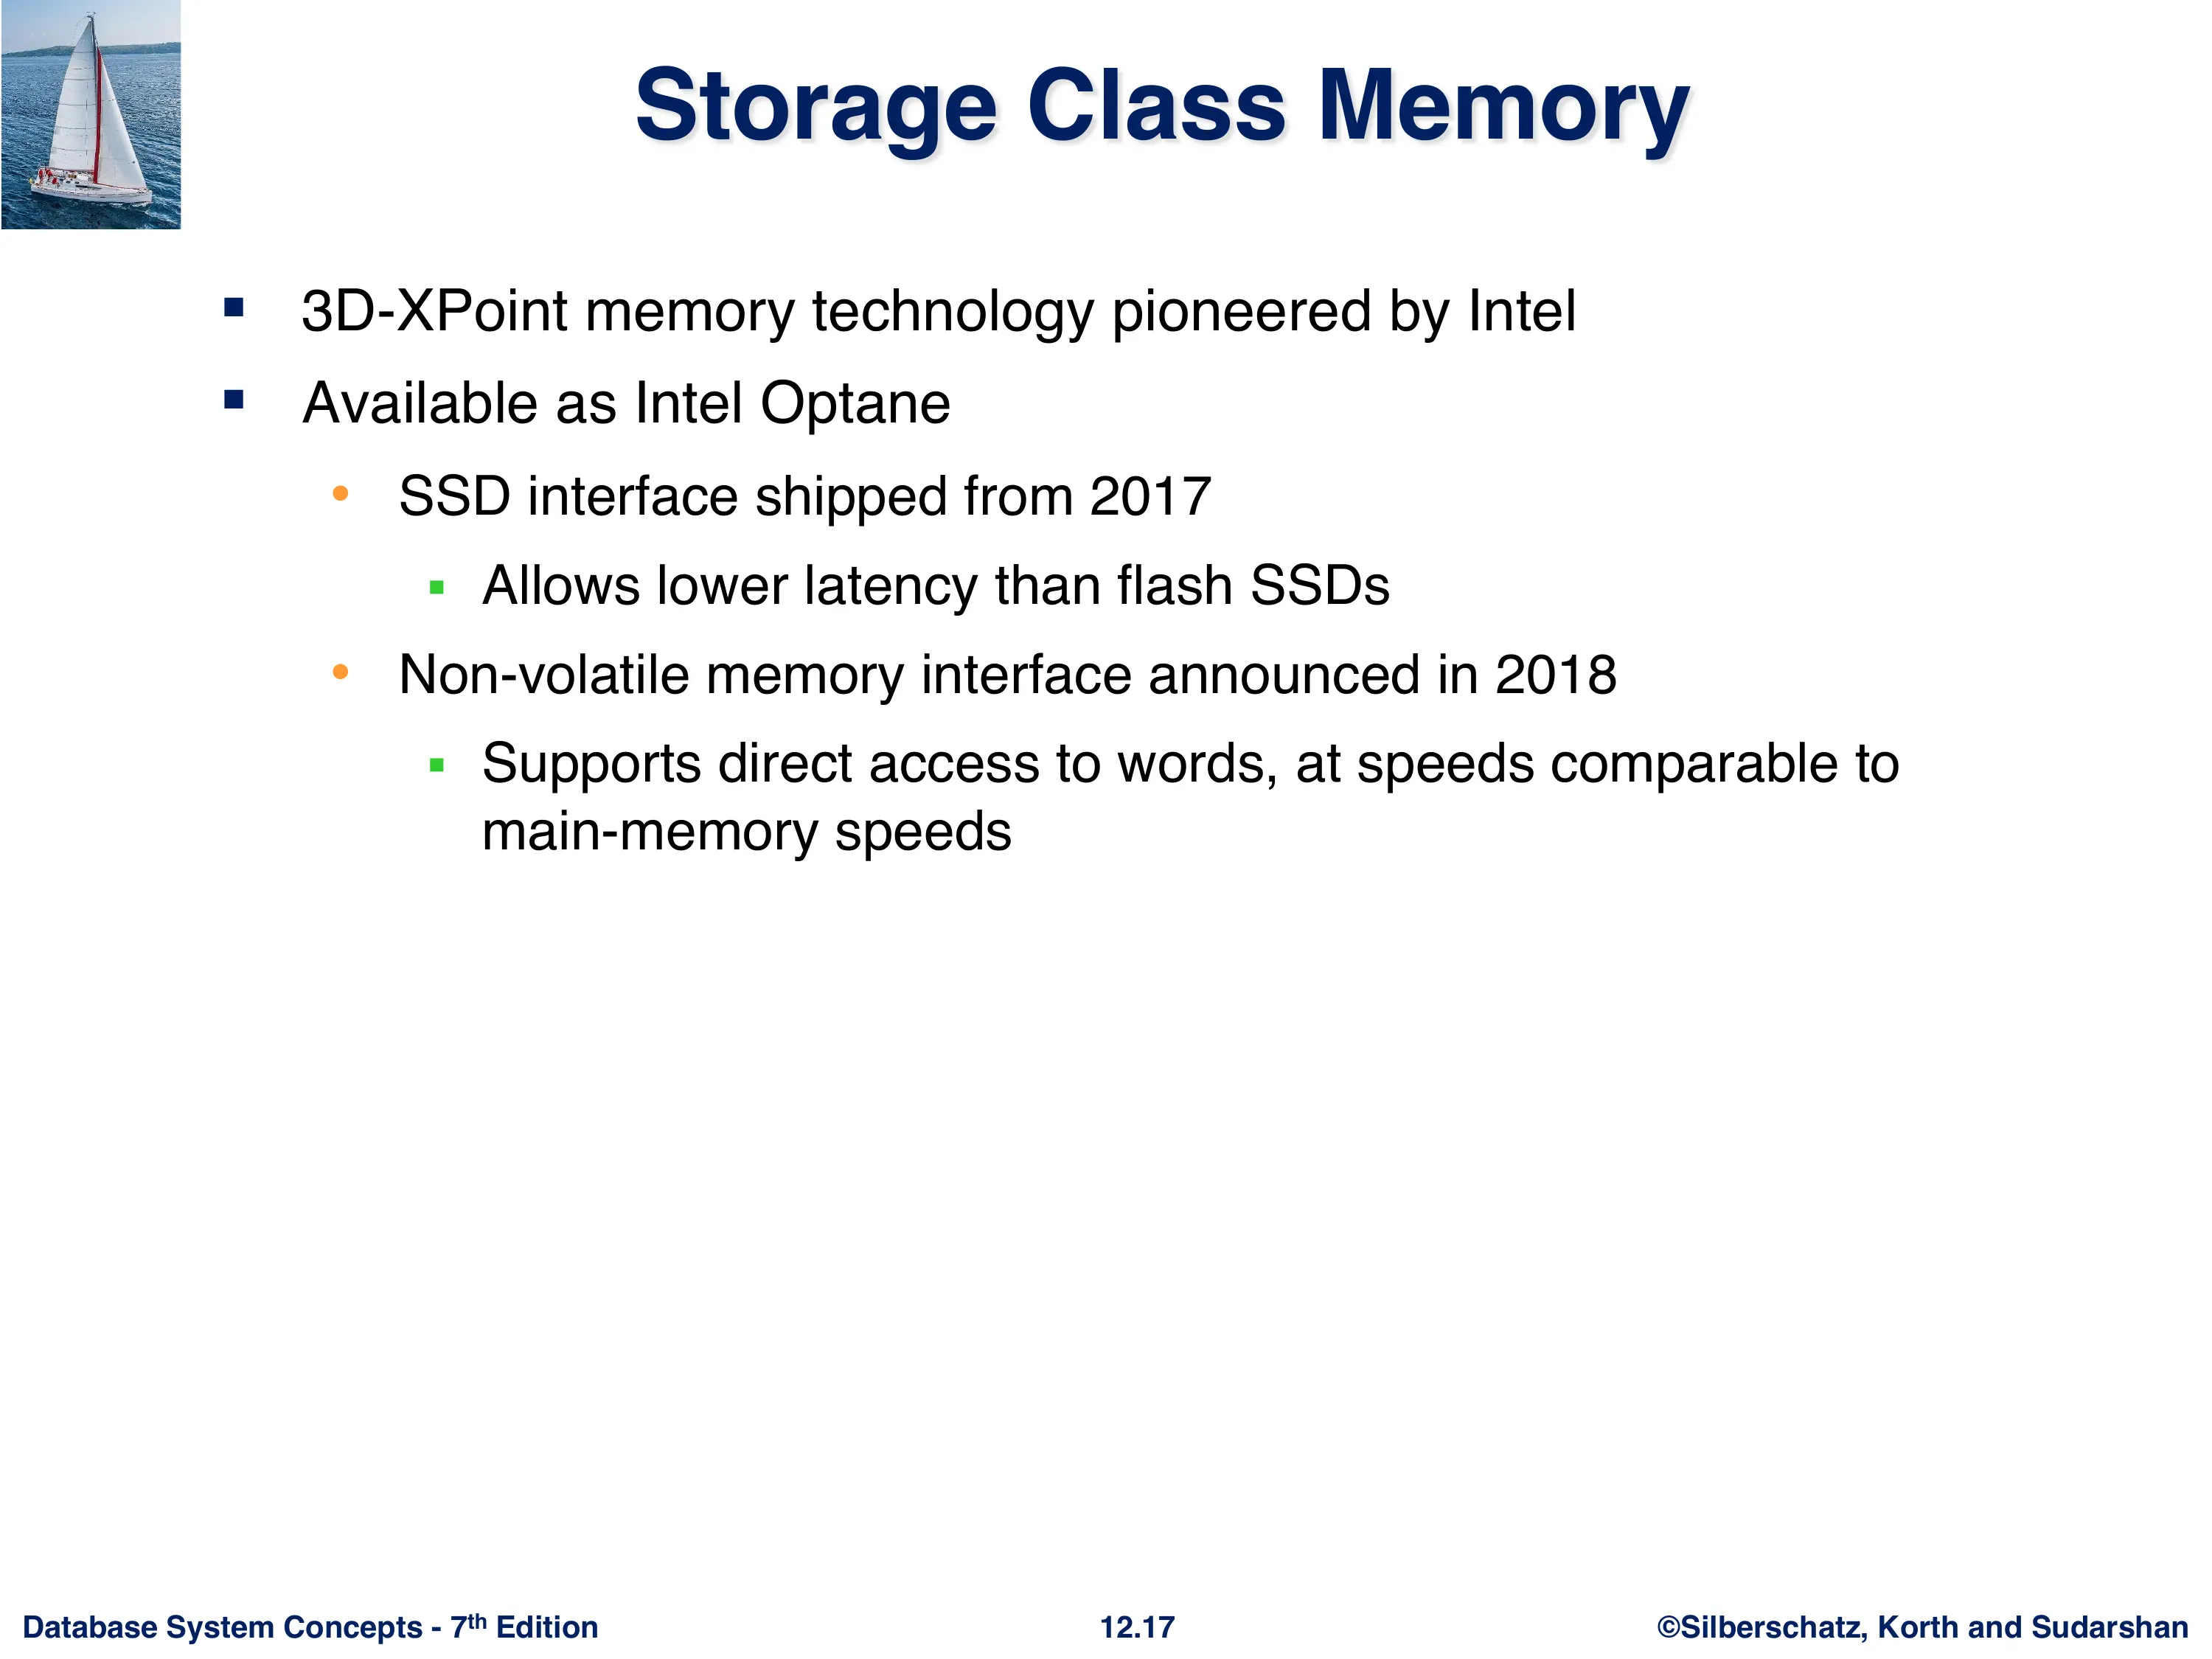 Storage Class Memory
▪ 3D-XPoint memory technology pioneered by Intel
▪ Available as Intel Optane
• SSD interface shipped from 2017
▪ Allows lower latency than flash SSDs
• Non-volatile memory interface announced in 2018
▪ Supports direct access to words, at speeds comparable to
main-memory speeds
Database System Concepts - 7th Edition
12.17
©Silberschatz, Korth and Sudarshan